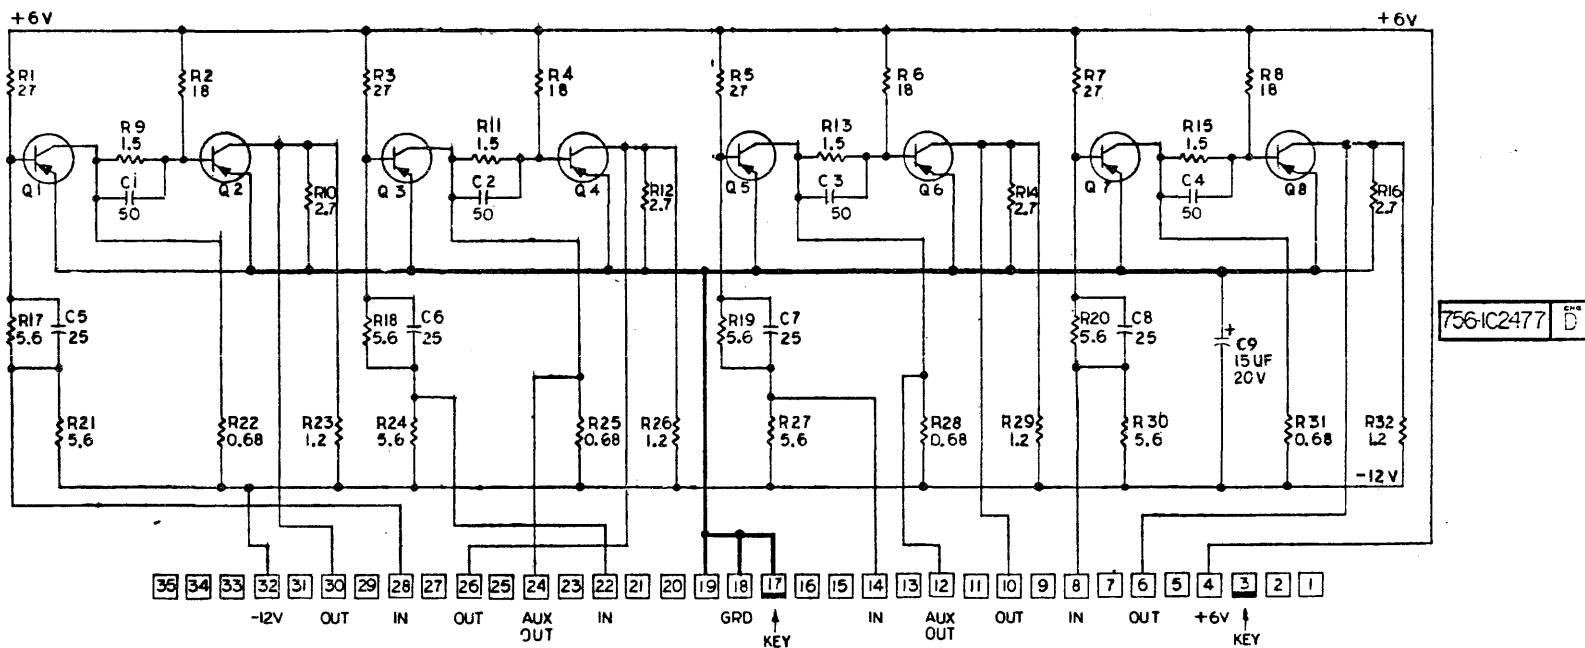 +6V +6V
R1 27
R2 18
R3 27
R4 18
R5 27
R6 18
R7 27
R8 18
R9 1.5
R11 1.5
R13 1.5
R15 1.5
Q1
C1 50
Q2
R10 2.7
Q3
C2 50
Q4
R12 2.7
Q5
C3 50
Q6
R14 2.7
Q7
C4 50
Q8
R16 2.7
R17 5.6
C5 25
R18 5.6
C6 25
R19 5.6
C7 25
R20 5.6
C8 25
+
C9 15UF 20V
756-1C2477 CHG D
R21 5.6
R22 0.68
R23 1.2
R24 5.6
R25 0.68
R26 1.2
R27 5.6
R28 0.68
R29 1.2
R30 5.6
R31 0.68
R32 1.2
-12V
35 34 33 32 31 30 29 28 27 26 25 24 23 22 21 20 19 18 17 16 15 14 13 12 11 10 9 8 7 6 5 4 3 2 1
-12V OUT IN OUT AUX OUT IN GRD KEY IN AUX OUT OUT IN OUT +6V KEY